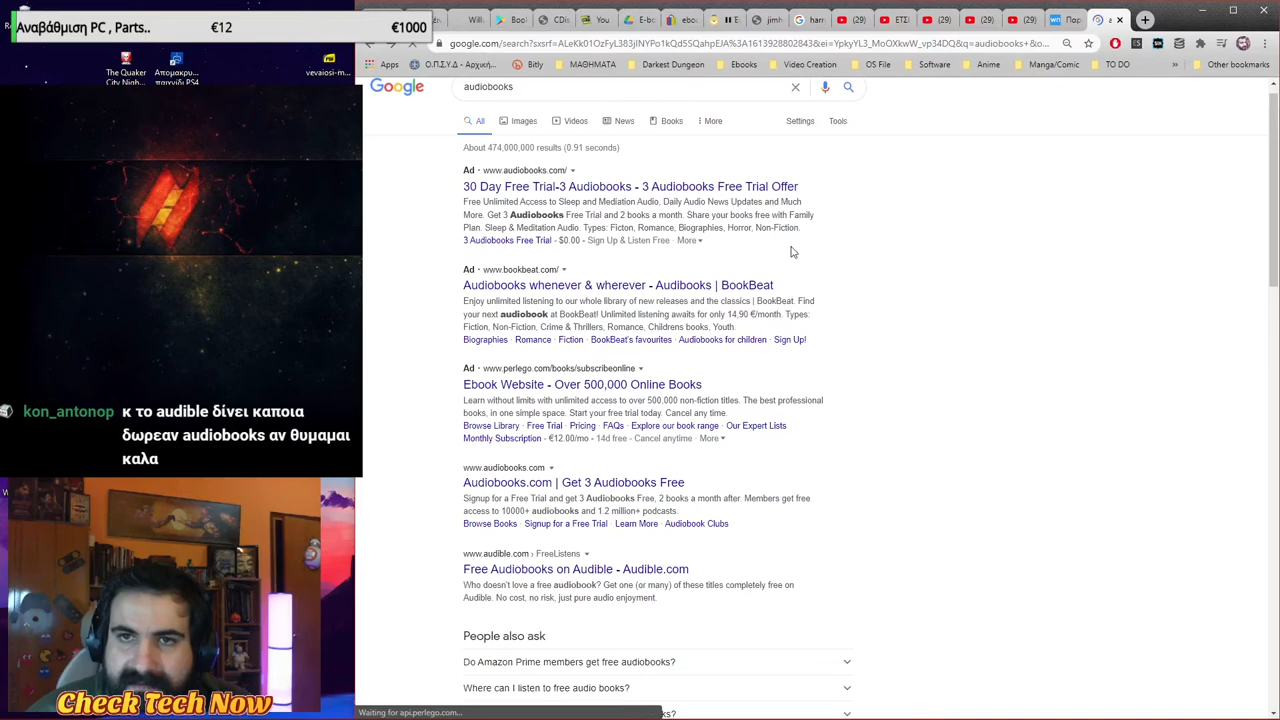 Αναβάθμιση PC , Parts.. €12 €1000
The Quaker City Nigh..
Απομακρυ... παιχνίδι PS4
vevaiosi-m...
kon_antonop κ το audible δίνει καποια
δωρεαν audiobooks αν θυμαμαι
καλα
Check Tech Now
google.com/search?sxsrf=ALeKk01OzFyL383jINYPo1kQd5SQahpEJA%3A1613928802843&ei=YpkyYL3_MoOXkwW_vp34DQ&q=audiobooks+&o...
Apps Ο.Π.Σ.Υ.Δ. - Αρχική... Bitly ΜΑΘΗΜΑΤΑ Darkest Dungeon Ebooks Video Creation OS File Software Anime Manga/Comic TO DO Other bookmarks
Google audiobooks
All Images Videos News Books More Settings Tools
About 474,000,000 results (0.91 seconds)
Ad · www.audiobooks.com/
30 Day Free Trial-3 Audiobooks - 3 Audiobooks Free Trial Offer
Free Unlimited Access to Sleep and Mediation Audio, Daily Audio News Updates and Much
More. Get 3 Audiobooks Free Trial and 2 books a month. Share your books free with Family
Plan. Sleep & Meditation Audio. Types: Ficton, Romance, Biographies, Horror, Non-Fiction.
3 Audiobooks Free Trial - $0.00 - Sign Up & Listen Free · More
Ad · www.bookbeat.com/
Audiobooks whenever & wherever - Audibooks | BookBeat
Enjoy unlimited listening to our whole library of new releases and the classics | BookBeat. Find
your next audiobook at BookBeat! Unlimited listening awaits for only 14,90 €/month. Types:
Fiction, Non-Fiction, Crime & Thrillers, Romance, Childrens books, Youth.
Biographies · Romance · Fiction · BookBeat's favourites · Audiobooks for children · Sign Up!
Ad · www.perlego.com/books/subscribeonline
Ebook Website - Over 500,000 Online Books
Learn without limits with unlimited access to over 500,000 non-fiction titles. The best professional
books, in one simple space. Start your free trial today. Cancel any time.
Browse Library · Free Trial · Pricing · FAQs · Explore our book range · Our Expert Lists
Monthly Subscription - €12.00/mo - 14d free - Cancel anytime · More
www.audiobooks.com
Audiobooks.com | Get 3 Audiobooks Free
Signup for a Free Trial and get 3 Audiobooks Free, 2 books a month after. Members get free
access to 10000+ audiobooks and 1.2 million+ podcasts.
Browse Books · Signup for a Free Trial · Learn More · Audiobook Clubs
www.audible.com › FreeListens
Free Audiobooks on Audible - Audible.com
Who doesn't love a free audiobook? Get one (or many) of these titles completely free on
Audible. No cost, no risk, just pure audio enjoyment.
People also ask
Do Amazon Prime members get free audiobooks?
Where can I listen to free audio books?
Waiting for api.perlego.com...